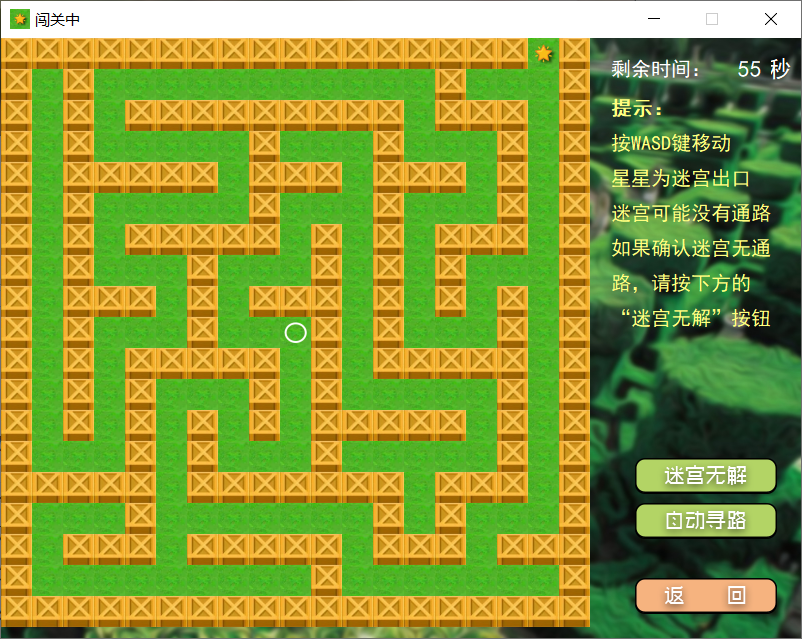 闯关中
剩余时间： 55 秒
提示：
按WASD键移动
星星为迷宫出口
迷宫可能没有通路
如果确认迷宫无通
路，请按下方的
“迷宫无解”按钮
迷宫无解
自动寻路
返 回